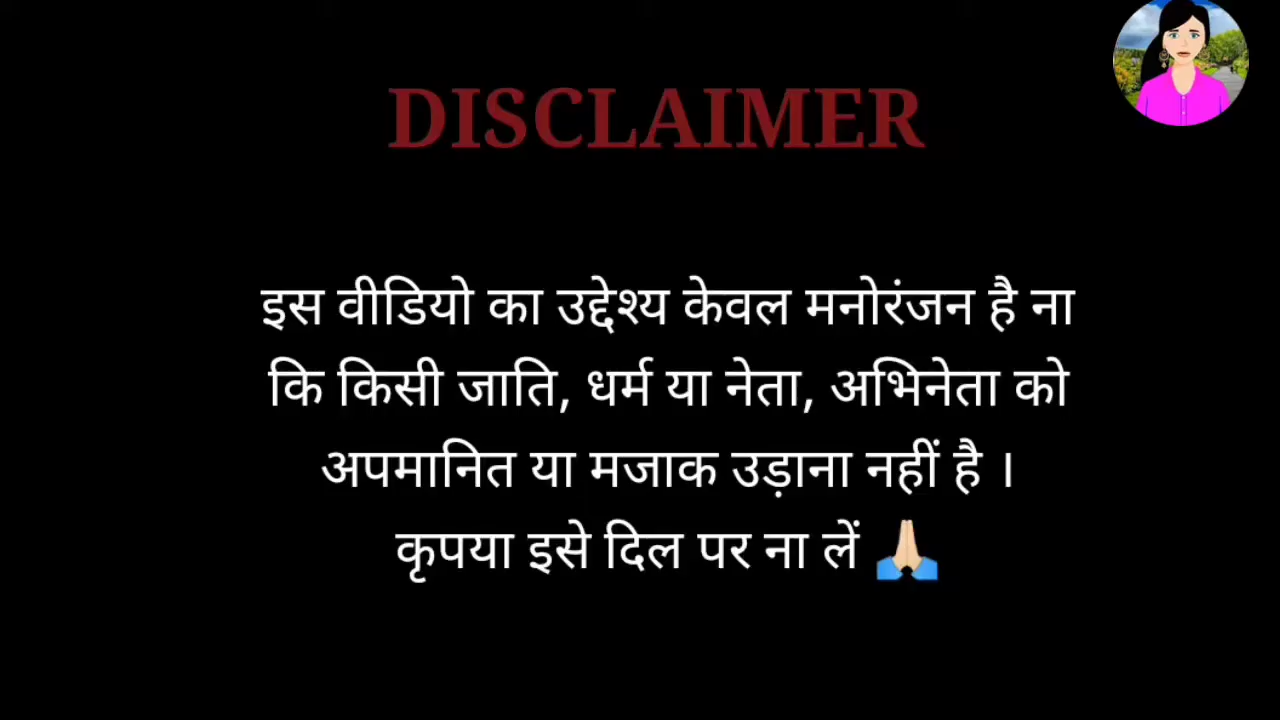 DISCLAIMER
इस वीडियो का उद्देश्य केवल मनोरंजन है ना
कि किसी जाति, धर्म या नेता, अभिनेता को
अपमानित या मजाक उड़ाना नहीं है ।
कृपया इसे दिल पर ना लें 🙏🏻